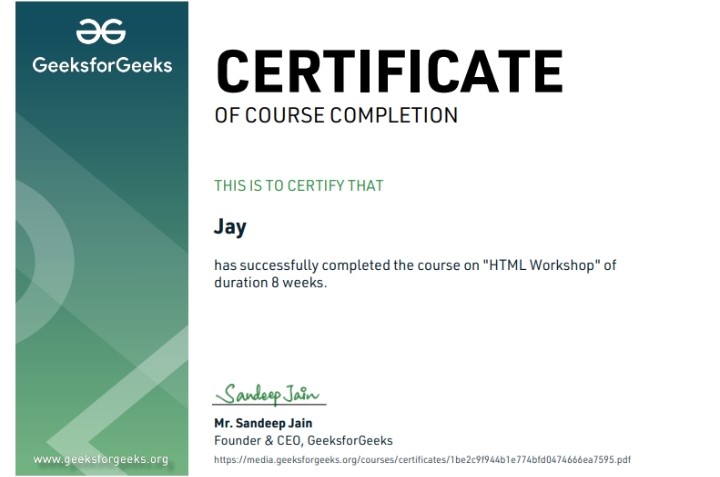 GeeksforGeeks
CERTIFICATE
OF COURSE COMPLETION
THIS IS TO CERTIFY THAT
Jay
has successfully completed the course on "HTML Workshop" of
duration 8 weeks.
Sandeep Jain
Mr. Sandeep Jain
Founder & CEO, GeeksforGeeks
www.geeksforgeeks.org
https://media.geeksforgeeks.org/courses/certificates/1be2c9f944b1e774bfd0474666ea7595.pdf